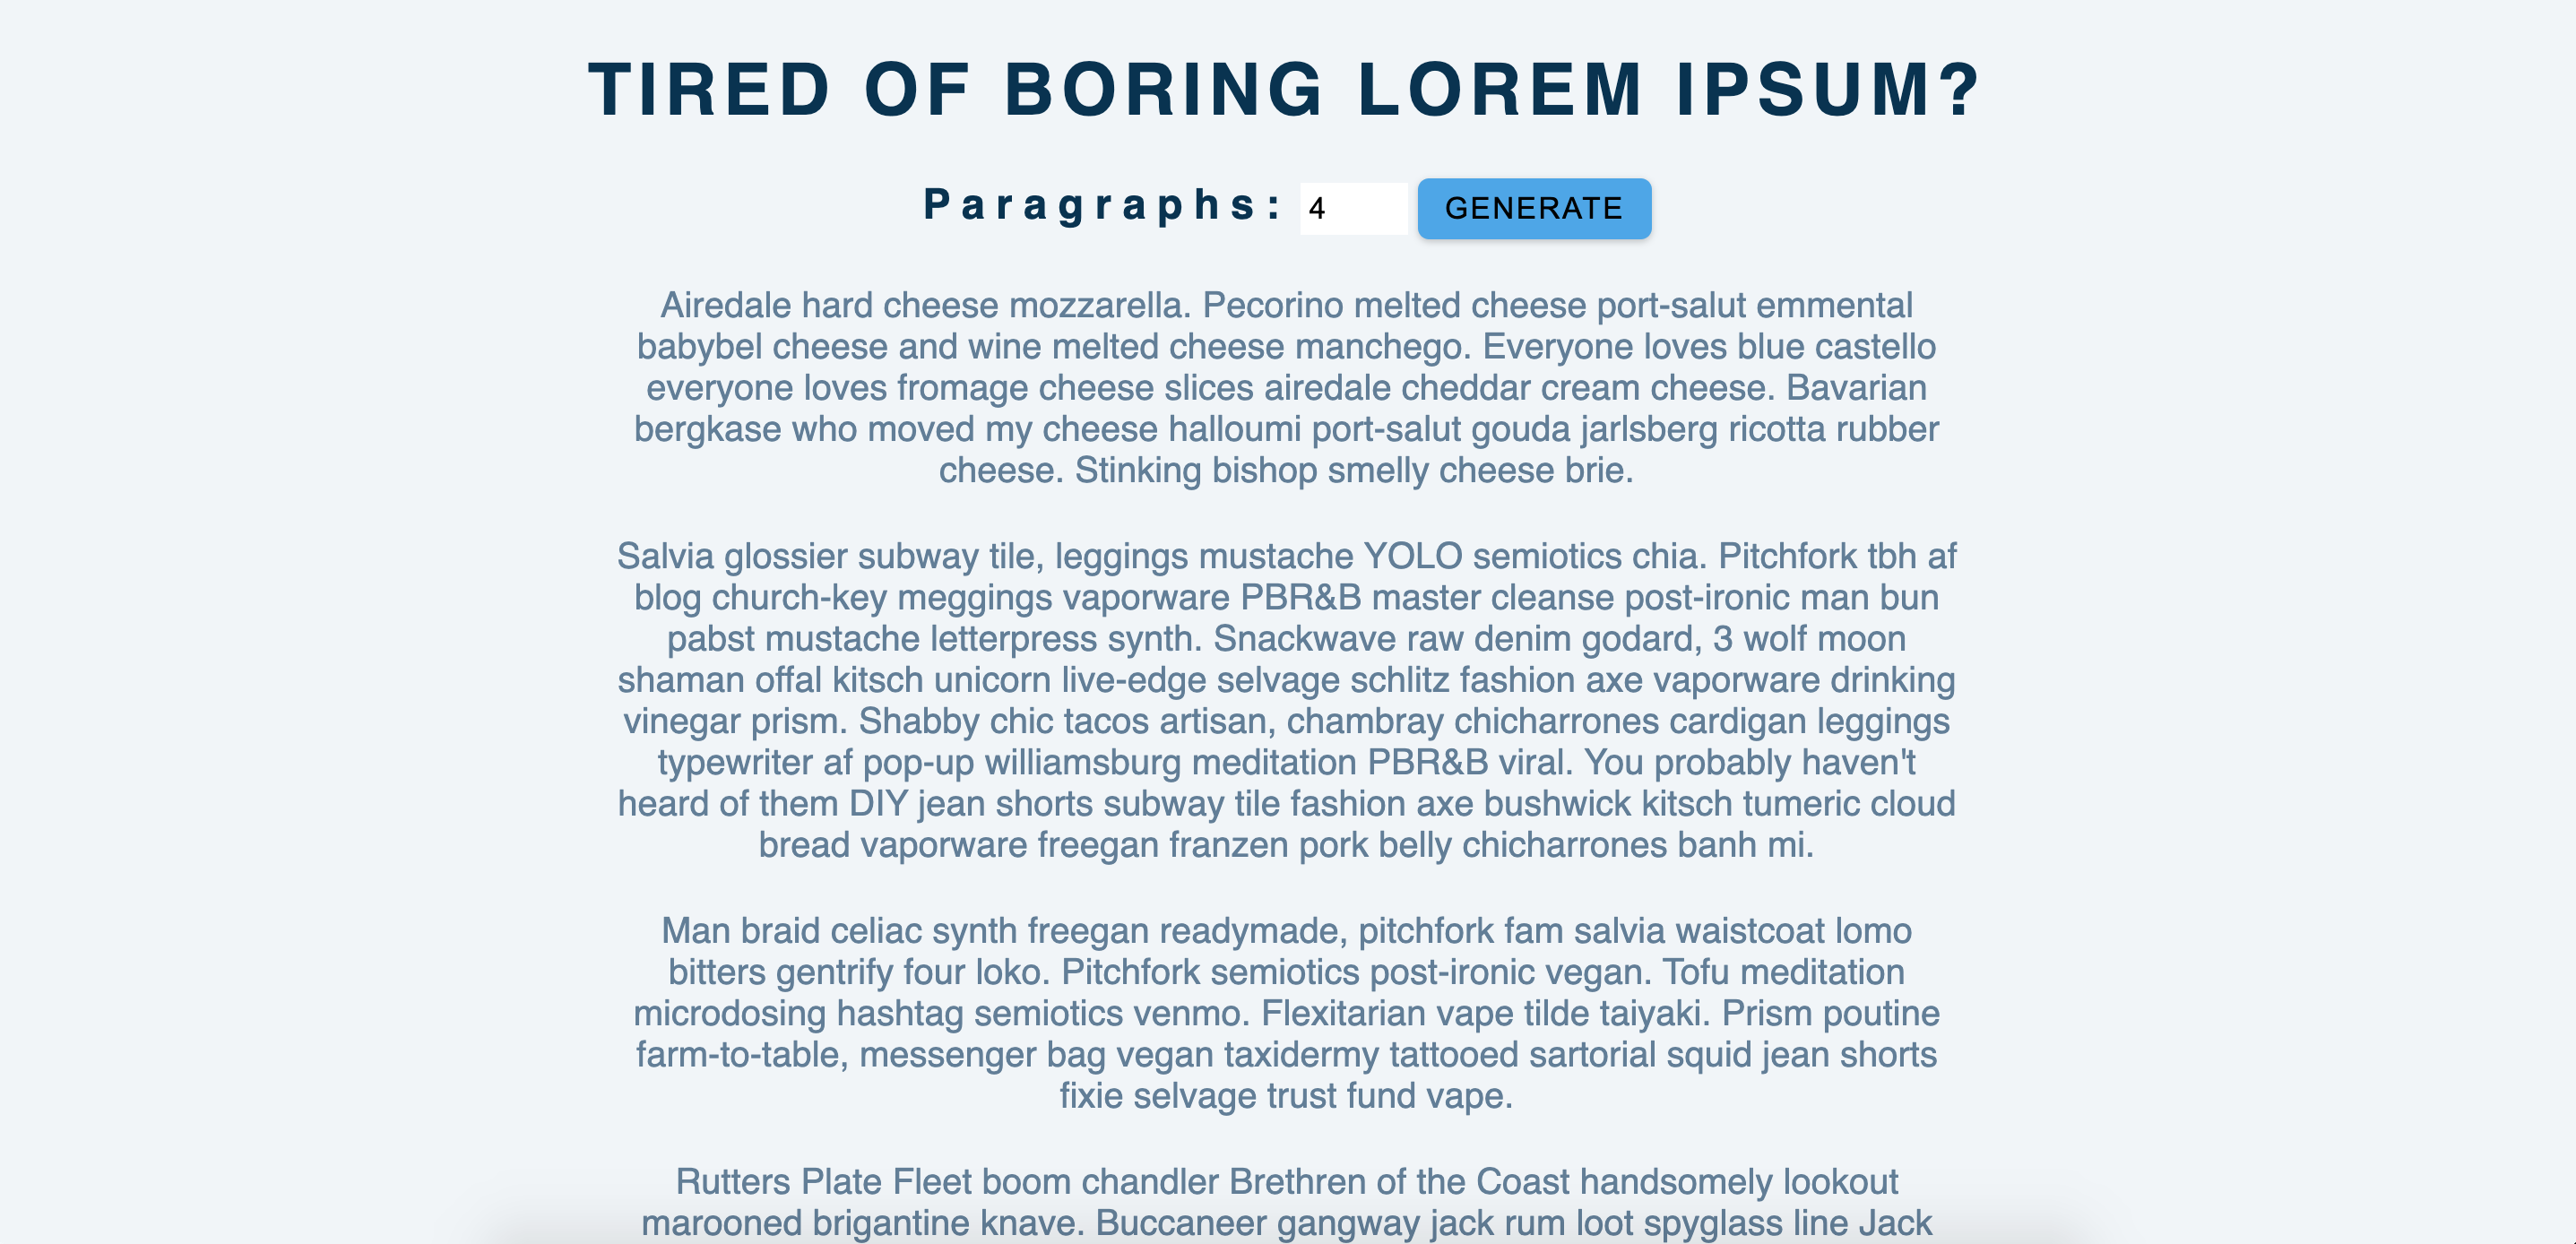 TIRED OF BORING LOREM IPSUM?
Paragraphs: 4 GENERATE
Airedale hard cheese mozzarella. Pecorino melted cheese port-salut emmental
babybel cheese and wine melted cheese manchego. Everyone loves blue castello
everyone loves fromage cheese slices airedale cheddar cream cheese. Bavarian
bergkase who moved my cheese halloumi port-salut gouda jarlsberg ricotta rubber
cheese. Stinking bishop smelly cheese brie.
Salvia glossier subway tile, leggings mustache YOLO semiotics chia. Pitchfork tbh af
blog church-key meggings vaporware PBR&B master cleanse post-ironic man bun
pabst mustache letterpress synth. Snackwave raw denim godard, 3 wolf moon
shaman offal kitsch unicorn live-edge selvage schlitz fashion axe vaporware drinking
vinegar prism. Shabby chic tacos artisan, chambray chicharrones cardigan leggings
typewriter af pop-up williamsburg meditation PBR&B viral. You probably haven't
heard of them DIY jean shorts subway tile fashion axe bushwick kitsch tumeric cloud
bread vaporware freegan franzen pork belly chicharrones banh mi.
Man braid celiac synth freegan readymade, pitchfork fam salvia waistcoat lomo
bitters gentrify four loko. Pitchfork semiotics post-ironic vegan. Tofu meditation
microdosing hashtag semiotics venmo. Flexitarian vape tilde taiyaki. Prism poutine
farm-to-table, messenger bag vegan taxidermy tattooed sartorial squid jean shorts
fixie selvage trust fund vape.
Rutters Plate Fleet boom chandler Brethren of the Coast handsomely lookout
marooned brigantine knave. Buccaneer gangway jack rum loot spyglass line Jack